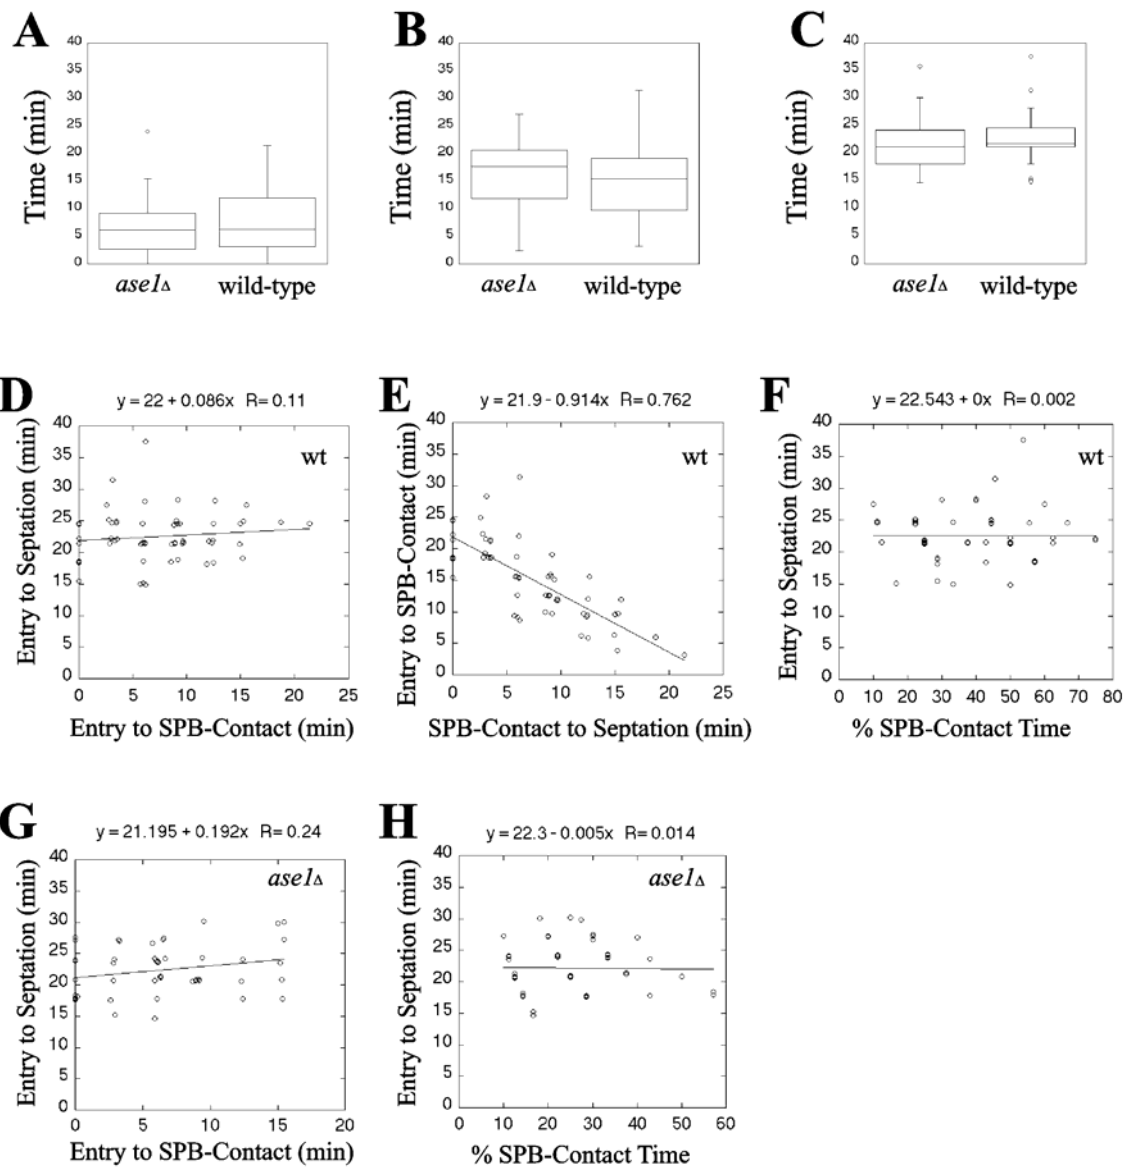 A B C
Time (min) 40 35 30 25 20 15 10 5 0
ase1Δ wild-type
Time (min) 40 35 30 25 20 15 10 5 0
ase1Δ wild-type
Time (min) 40 35 30 25 20 15 10 5 0
ase1Δ wild-type
D
y = 22 + 0.086x R= 0.11
wt
Entry to Septation (min)
40 35 30 25 20 15 10 5 0
0 5 10 15 20 25
Entry to SPB-Contact (min)
E
y = 21.9 - 0.914x R= 0.762
wt
Entry to SPB-Contact (min)
40 35 30 25 20 15 10 5 0
0 5 10 15 20 25
SPB-Contact to Septation (min)
F
y = 22.543 + 0x R= 0.002
wt
Entry to Septation (min)
40 35 30 25 20 15 10 5 0
0 10 20 30 40 50 60 70 80
% SPB-Contact Time
G
y = 21.195 + 0.192x R= 0.24
ase1Δ
Entry to Septation (min)
40 35 30 25 20 15 10 5 0
0 5 10 15 20
Entry to SPB-Contact (min)
H
y = 22.3 - 0.005x R= 0.014
ase1Δ
Entry to Septation (min)
40 35 30 25 20 15 10 5 0
0 10 20 30 40 50 60
% SPB-Contact Time